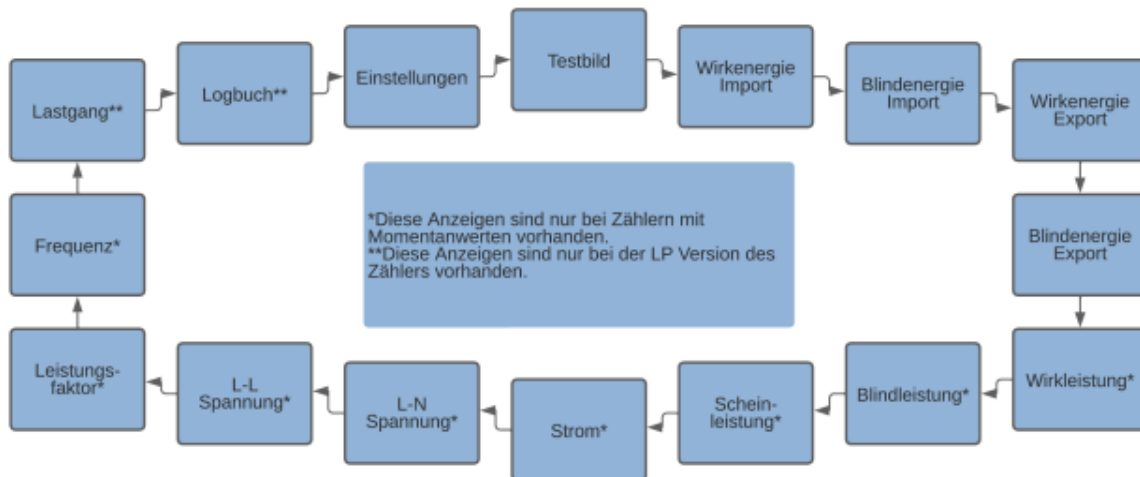 Testbild
Einstellungen
Wirkenergie
Import
Logbuch**
Blindenergie
Import
Lastgang**
Wirkenergie
Export
*Diese Anzeigen sind nur bei Zählern mit
Momentanwerten vorhanden.
**Diese Anzeigen sind nur bei der LP Version des
Zählers vorhanden.
Frequenz*
Blindenergie
Export
Leistungs-
faktor*
L-L
Spannung*
L-N
Spannung*
Strom*
Schein-
leistung*
Blindleistung*
Wirkleistung*